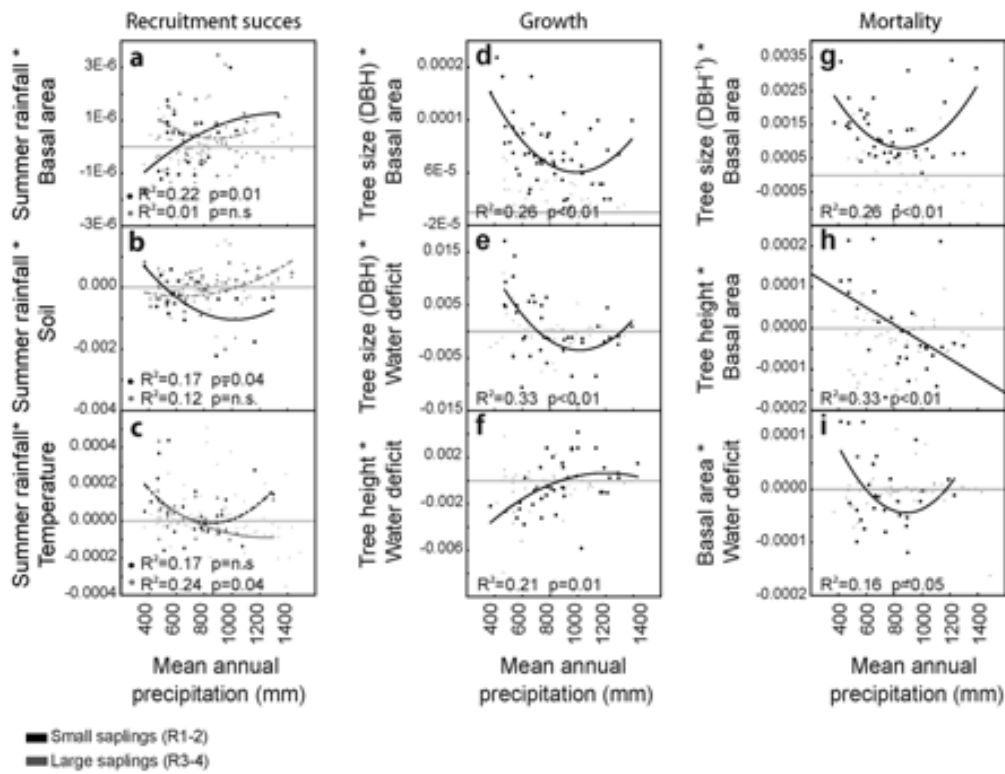 Recruitment succes
Growth
Mortality
Summer rainfall *
Basal area
a
3E-6
1E-6
-1E-6
-3E-6
R²=0.22 p=0.01
R²=0.01 p=n.s
Summer rainfall *
Soil
b
0.000
-0.002
-0.004
R²=0.17 p=0.04
R²=0.12 p=n.s.
Summer rainfall*
Temperature
c
0.0004
0.0002
0.0000
-0.0002
-0.0004
R²=0.17 p=n.s
R²=0.24 p=0.04
400
600
800
1000
1200
1400
Mean annual
precipitation (mm)
Tree size (DBH) *
Basal area
d
0.0002
0.0001
6E-5
-2E-5
R²=0.26 p<0.01
Tree size (DBH) *
Water deficit
e
0.015
0.005
-0.005
-0.015
R²=0.33 p<0.01
Tree height *
Water deficit
f
0.002
-0.002
-0.006
R²=0.21 p=0.01
400
600
800
1000
1200
1400
Mean annual
precipitation (mm)
Tree size (DBH⁻¹) *
Basal area
g
0.0035
0.0025
0.0015
0.0005
-0.0005
R²=0.26 p<0.01
Tree height *
Basal area
h
0.0002
0.0001
0.0000
-0.0001
-0.0002
R²=0.33 p<0.01
Basal area *
Water deficit
i
0.0001
0.0000
-0.0001
-0.0002
R²=0.16 p=0.05
400
600
800
1000
1200
1400
Mean annual
precipitation (mm)
Small saplings (R1-2)
Large saplings (R3-4)